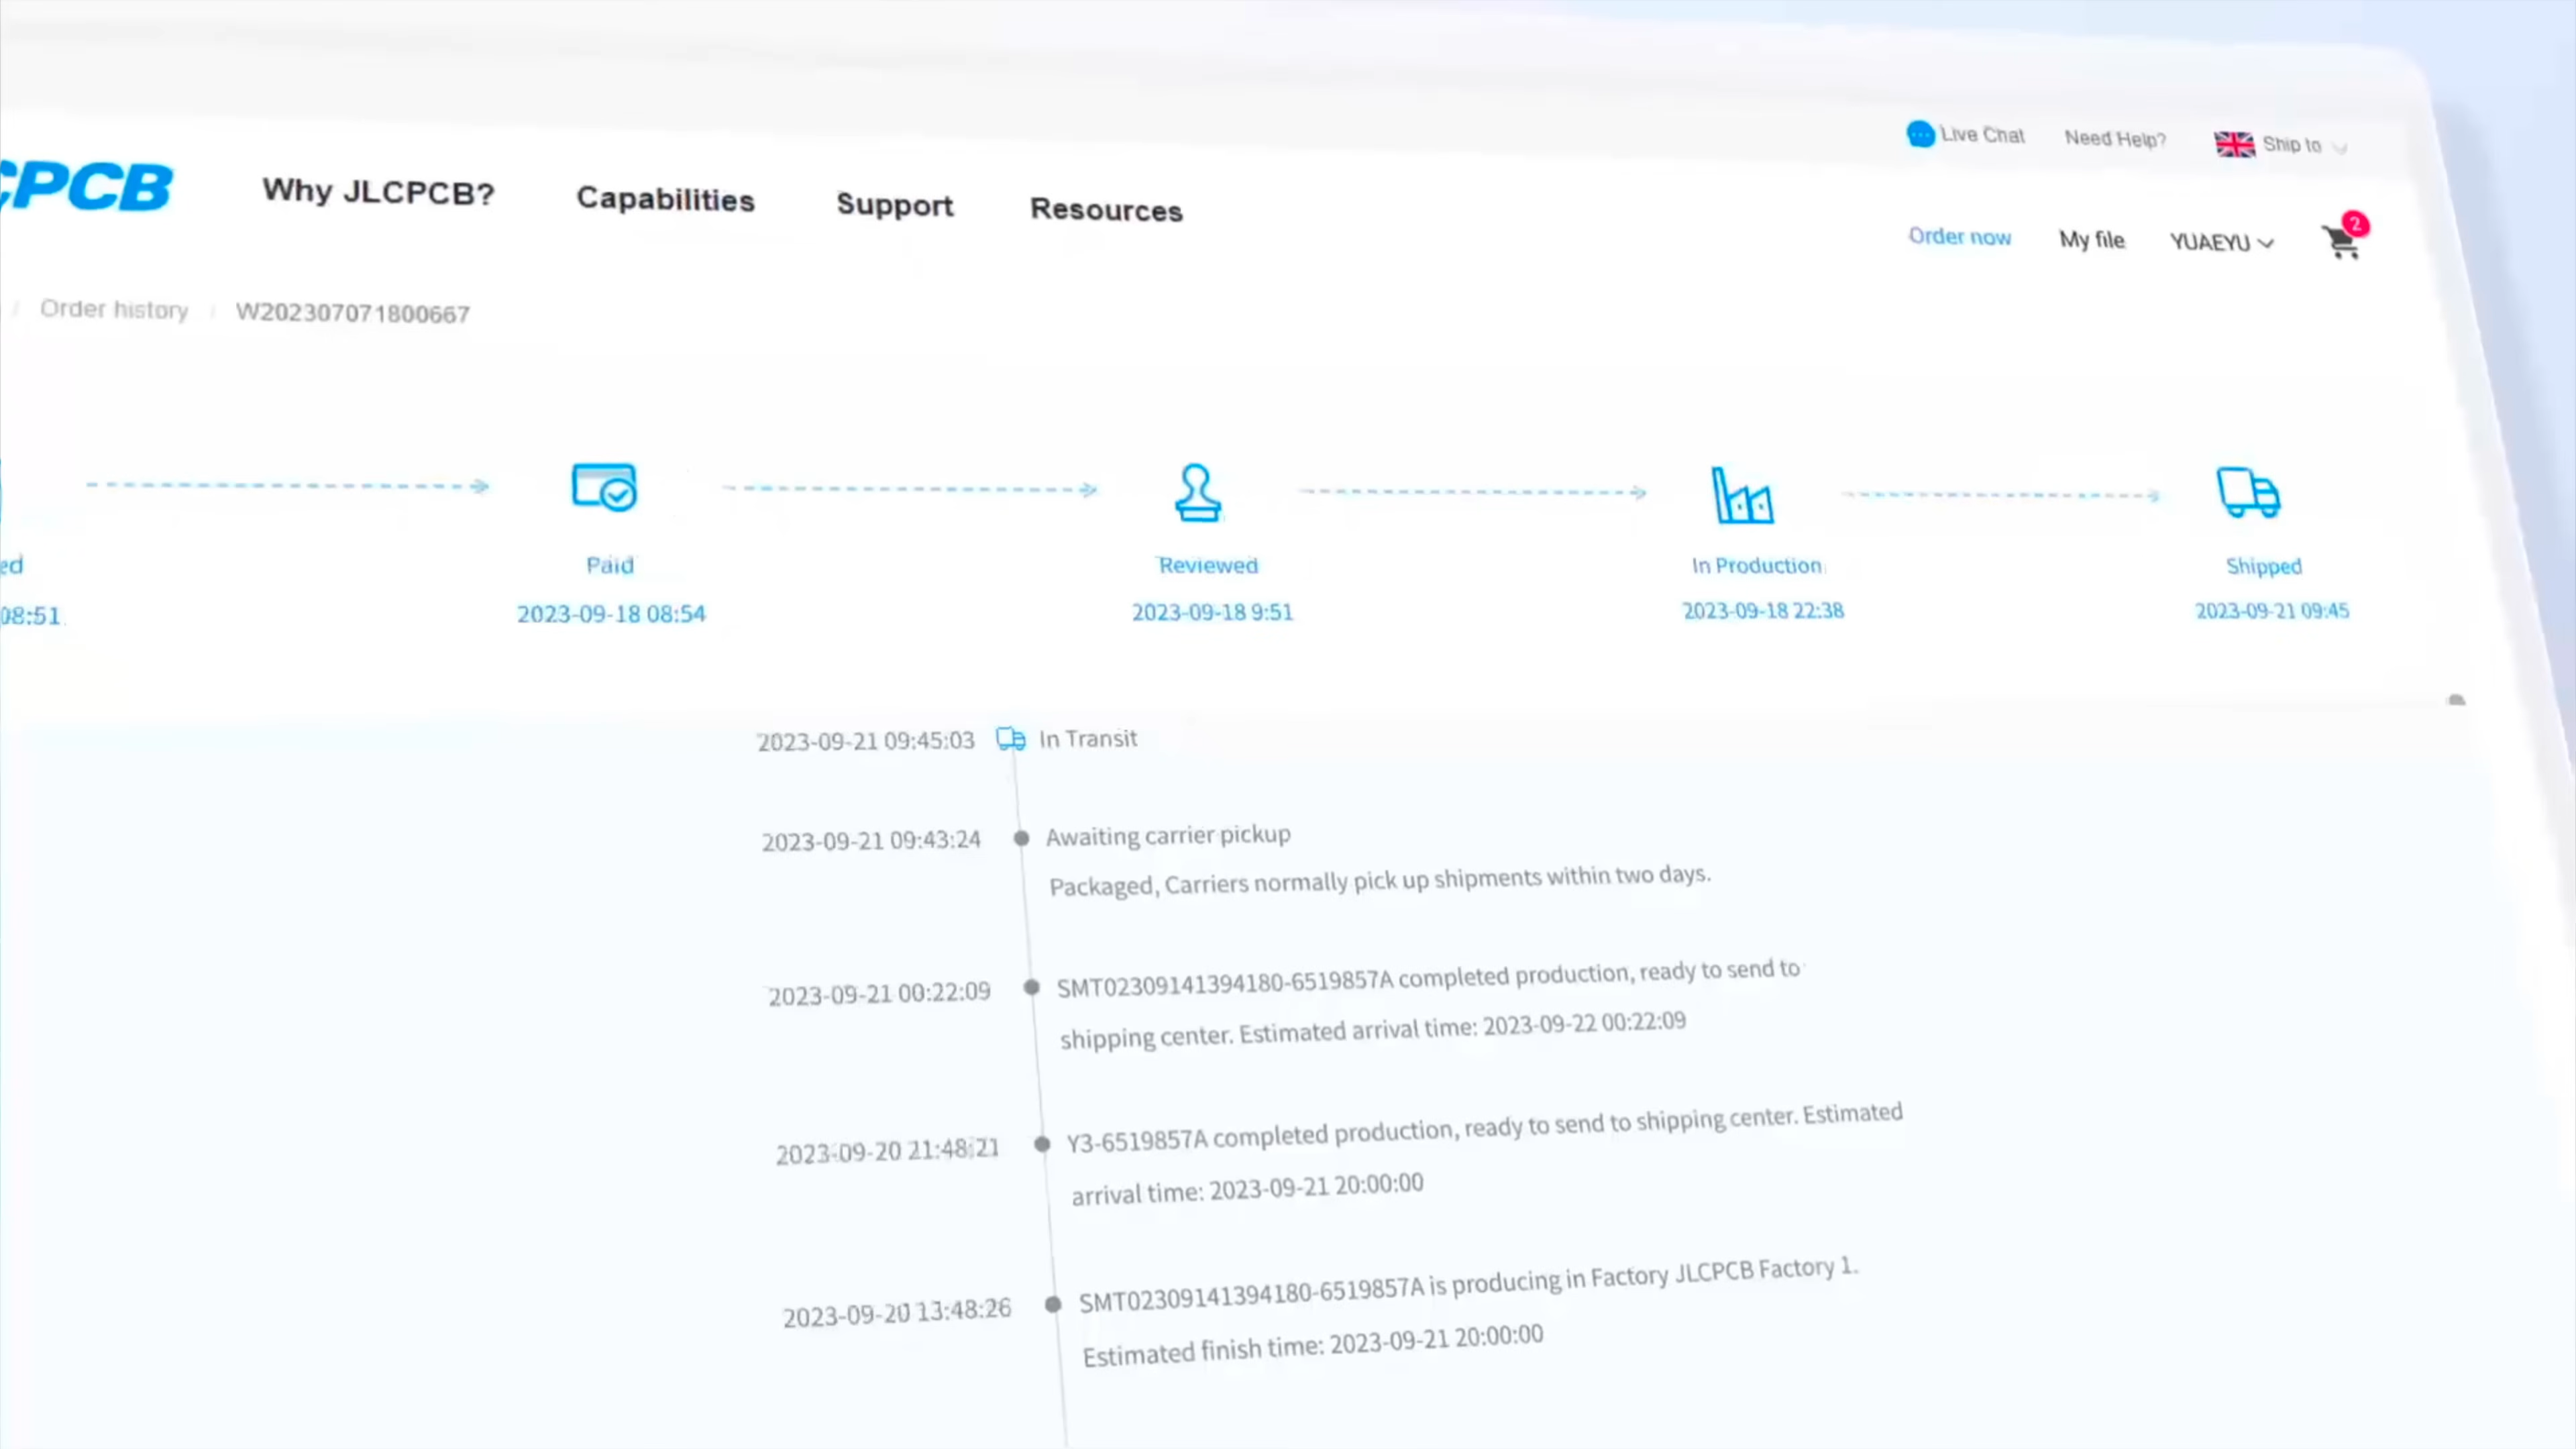 CPCB
Why JLCPCB?
Capabilities
Support
Resources
Live Chat
Need Help?
Ship to
Order now
My file
YUAEYU
2
/ Order history
W202307071800667
ed
08:51
Paid
2023-09-18 08:54
Reviewed
2023-09-18 9:51
In Production
2023-09-18 22:38
Shipped
2023-09-21 09:45
2023-09-21 09:45:03 In Transit
2023-09-21 09:43:24 Awaiting carrier pickup
Packaged, Carriers normally pick up shipments within two days.
2023-09-21 00:22:09 SMT02309141394180-6519857A completed production, ready to send to
shipping center. Estimated arrival time: 2023-09-22 00:22:09
2023-09-20 21:48:21 Y3-6519857A completed production, ready to send to shipping center. Estimated
arrival time: 2023-09-21 20:00:00
2023-09-20 13:48:26 SMT02309141394180-6519857A is producing in Factory JLCPCB Factory 1.
Estimated finish time: 2023-09-21 20:00:00